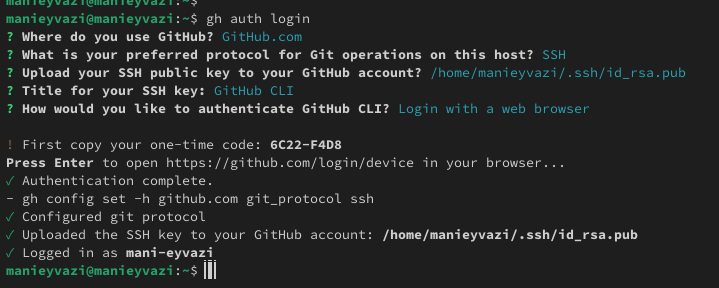 manieyvazi@manieyvazi:~$
manieyvazi@manieyvazi:~$ gh auth login
? Where do you use GitHub? GitHub.com
? What is your preferred protocol for Git operations on this host? SSH
? Upload your SSH public key to your GitHub account? /home/manieyvazi/.ssh/id_rsa.pub
? Title for your SSH key: GitHub CLI
? How would you like to authenticate GitHub CLI? Login with a web browser
! First copy your one-time code: 6C22-F4D8
Press Enter to open https://github.com/login/device in your browser...
✓ Authentication complete.
- gh config set -h github.com git_protocol ssh
✓ Configured git protocol
✓ Uploaded the SSH key to your GitHub account: /home/manieyvazi/.ssh/id_rsa.pub
✓ Logged in as mani-eyvazi
manieyvazi@manieyvazi:~$